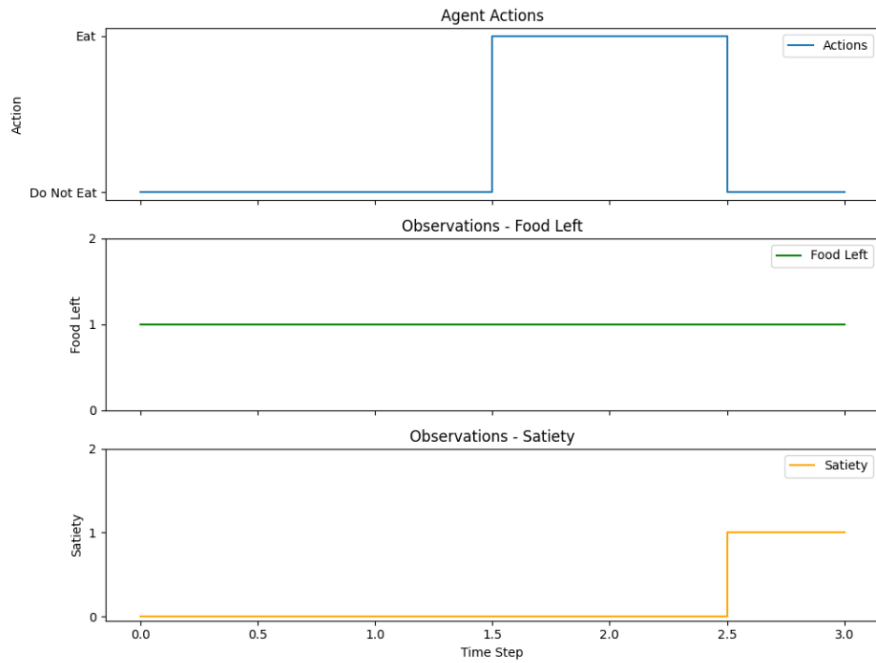 Agent Actions
Eat
Actions
Action
Do Not Eat
Observations - Food Left
2
Food Left
Food Left
1
0
Observations - Satiety
2
Satiety
Satiety
1
0
0.0 0.5 1.0 1.5 2.0 2.5 3.0
Time Step